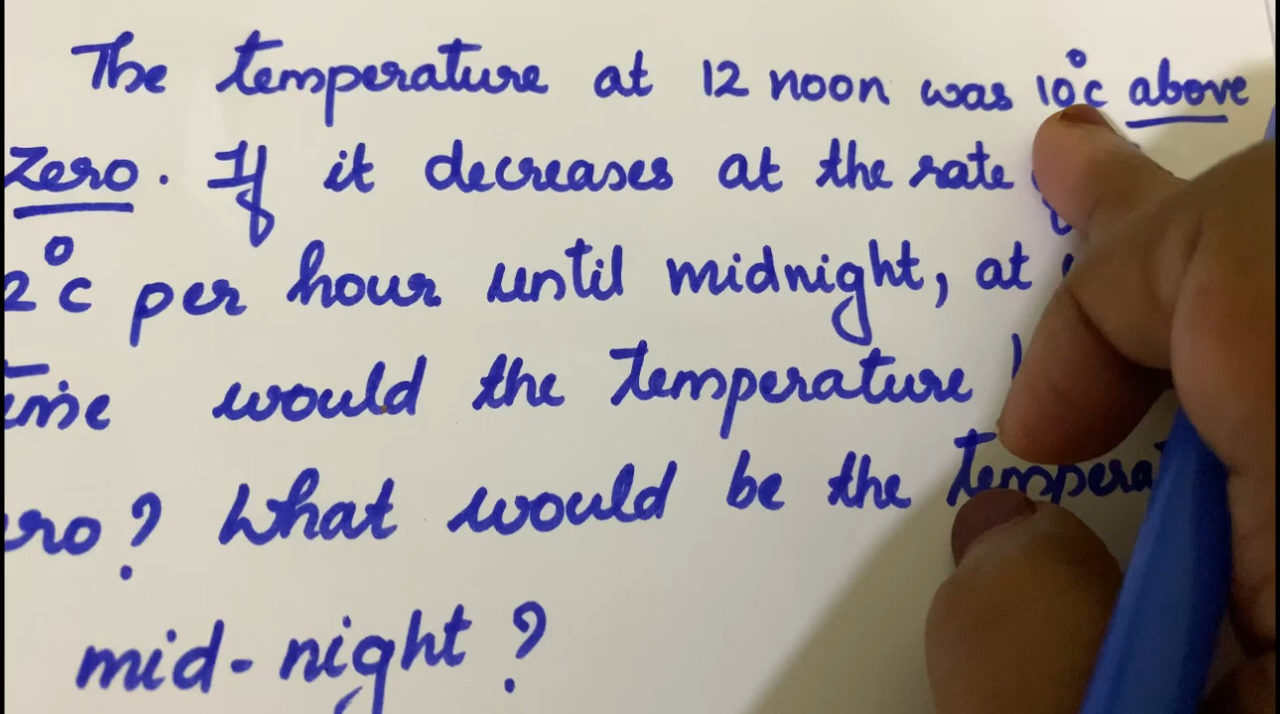 The temperature at 12 noon was 10°C above
Zero. If it decreases at the rate
2°C per hour until midnight, at
would the temperature
What would be the
mid-night?